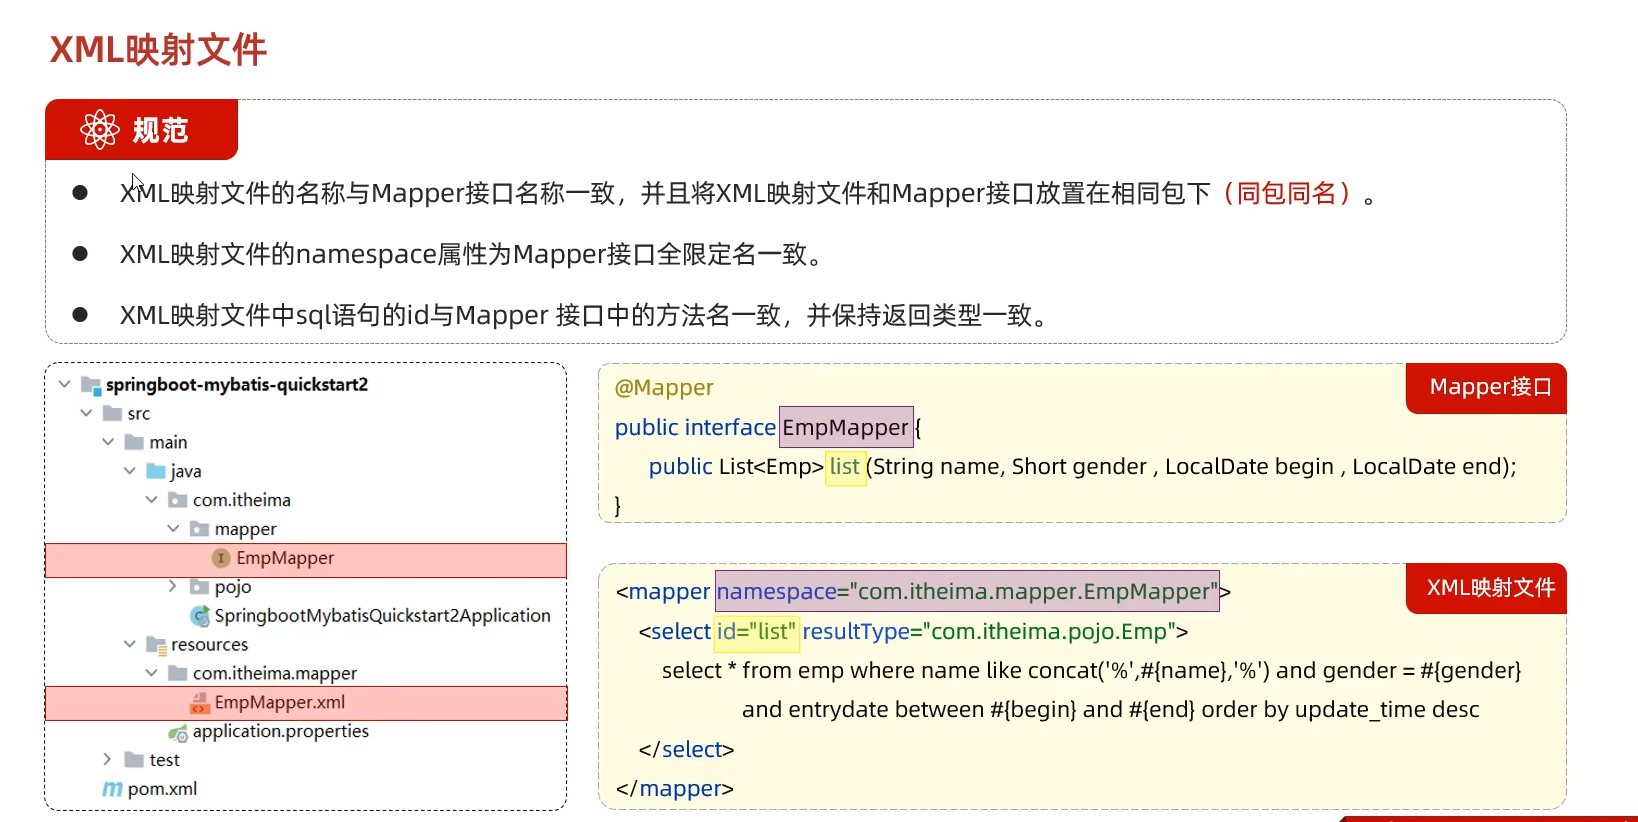 XML映射文件
规范
XML映射文件的名称与Mapper接口名称一致，并且将XML映射文件和Mapper接口放置在相同包下（同包同名）。
XML映射文件的namespace属性为Mapper接口全限定名一致。
XML映射文件中sql语句的id与Mapper 接口中的方法名一致，并保持返回类型一致。
springboot-mybatis-quickstart2
src
main
java
com.itheima
mapper
EmpMapper
pojo
SpringbootMybatisQuickstart2Application
resources
com.itheima.mapper
EmpMapper.xml
application.properties
test
pom.xml
Mapper接口
@Mapper
public interface EmpMapper {
public List<Emp> list (String name, Short gender , LocalDate begin , LocalDate end);
}
XML映射文件
<mapper namespace="com.itheima.mapper.EmpMapper">
<select id="list" resultType="com.itheima.pojo.Emp">
select * from emp where name like concat('%',#{name},'%') and gender = #{gender}
and entrydate between #{begin} and #{end} order by update_time desc
</select>
</mapper>